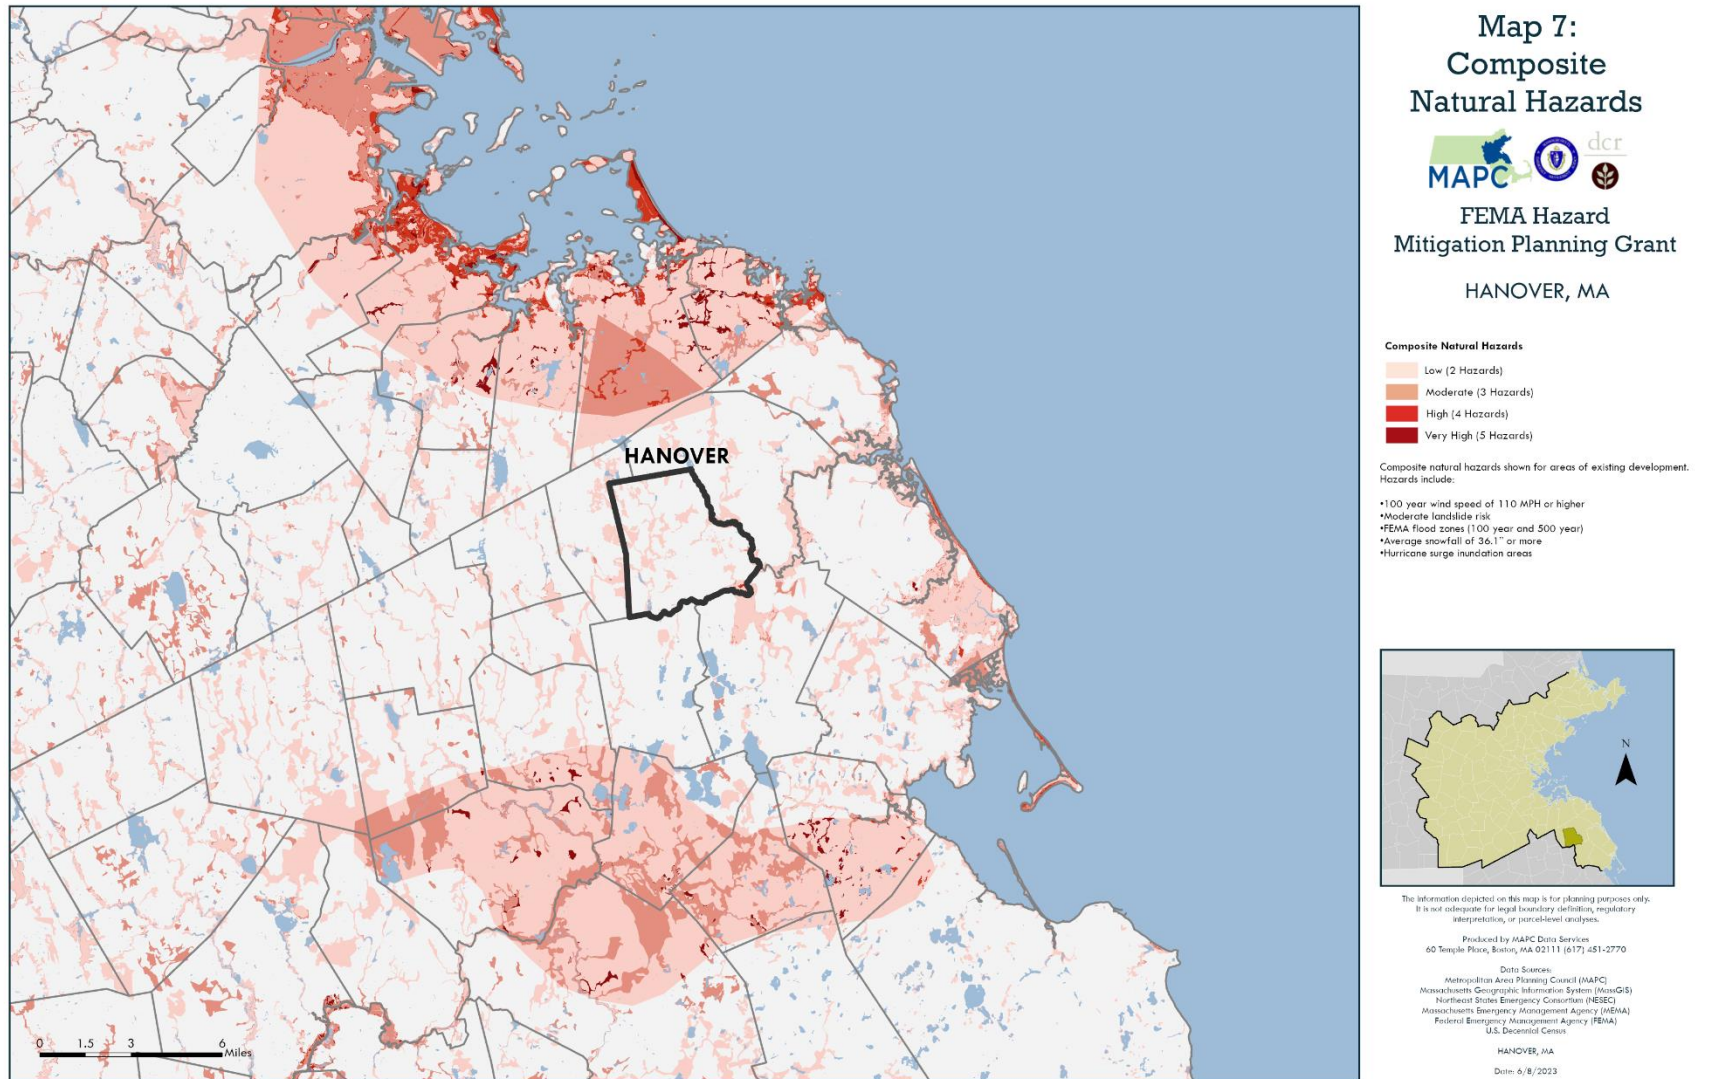 Map 7:
Composite
Natural Hazards
MAPC
dcr
FEMA Hazard
Mitigation Planning Grant
HANOVER, MA
Composite Natural Hazards
Low (2 Hazards)
Moderate (3 Hazards)
High (4 Hazards)
Very High (5 Hazards)
Composite natural hazards shown for areas of existing development.
Hazards include:
•100 year wind speed of 110 MPH or higher
•Moderate landslide risk
•FEMA flood zones (100 year and 500 year)
•Average snowfall of 36.1" or more
•Hurricane surge inundation areas
HANOVER
N
0 1.5 3 6
Miles
The information depicted on this map is for planning purposes only.
It is not adequate for legal boundary definition, regulatory
interpretation, or parcel-level analyses.
Produced by MAPC Data Services
60 Temple Place, Boston, MA 02111 (617) 451-2770
Data Sources:
Metropolitan Area Planning Council (MAPC)
Massachusetts Geographic Information System (MassGIS)
Northeast States Emergency Consortium (NESEC)
Massachusetts Emergency Management Agency (MEMA)
Federal Emergency Management Agency (FEMA)
U.S. Decennial Census
HANOVER, MA
Date: 6/8/2023